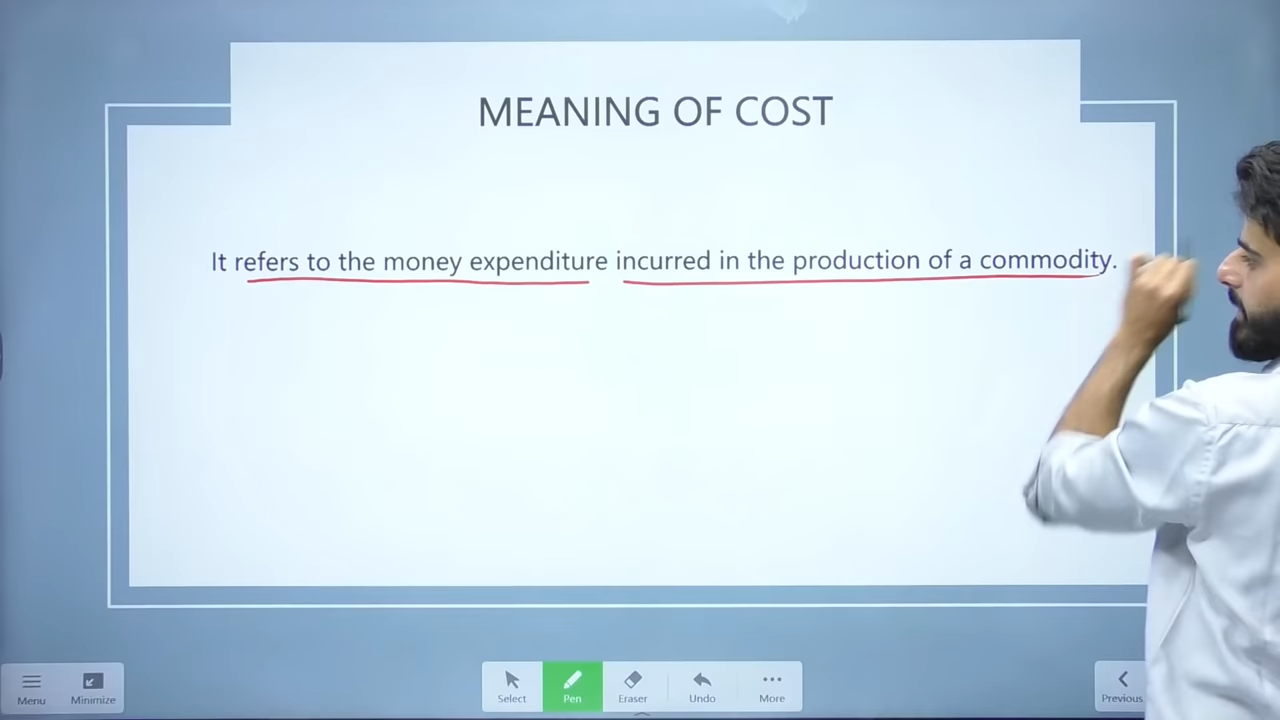 MEANING OF COST
It refers to the money expenditure incurred in the production of a commodity.
Menu
Minimize
Select
Pen
Eraser
Undo
More
Previous